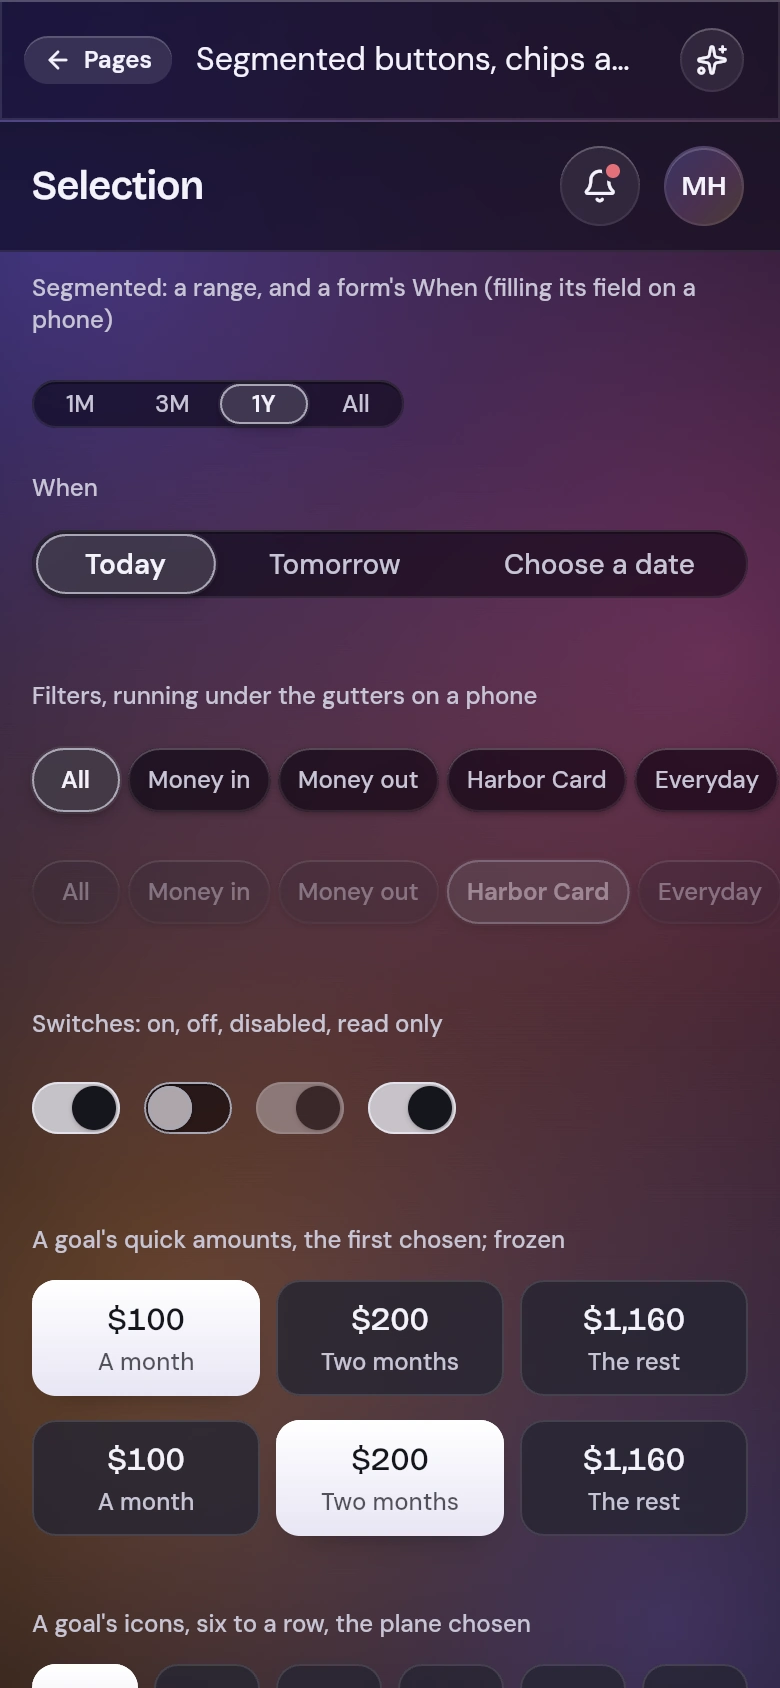 Pages
Segmented buttons, chips a...
Selection
MH
Segmented: a range, and a form's When (filling its field on a
phone)
1M 3M 1Y All
When
Today Tomorrow Choose a date
Filters, running under the gutters on a phone
All Money in Money out Harbor Card Everyday
All Money in Money out Harbor Card Everyday
Switches: on, off, disabled, read only
A goal's quick amounts, the first chosen; frozen
$100 $200 $1,160
A month Two months The rest
$100 $200 $1,160
A month Two months The rest
A goal's icons, six to a row, the plane chosen